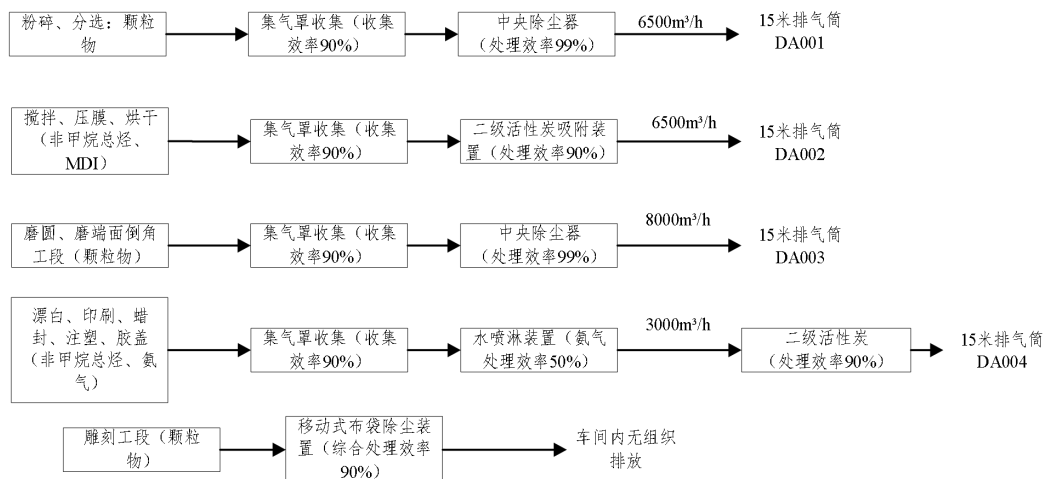 粉碎、分选：颗粒
物
集气罩收集（收集
效率90%）
中央除尘器
（处理效率99%）
6500m³/h
15米排气筒
DA001
搅拌、压膜、烘干
（非甲烷总烃、
MDI）
集气罩收集（收集
效率90%）
二级活性炭吸附装
置（处理效率90%）
6500m³/h
15米排气筒
DA002
磨圆、磨端面倒角
工段（颗粒物）
集气罩收集（收集
效率90%）
中央除尘器
（处理效率99%）
8000m³/h
15米排气筒
DA003
漂白、印刷、蜡
封、注塑、胶盖
（非甲烷总烃、氨
气）
集气罩收集（收集
效率90%）
水喷淋装置（氨气
处理效率50%）
3000m³/h
二级活性炭
（处理效率90%）
15米排气筒
DA004
雕刻工段（颗粒
物）
移动式布袋除尘装
置（综合处理效率
90%）
车间内无组织
排放